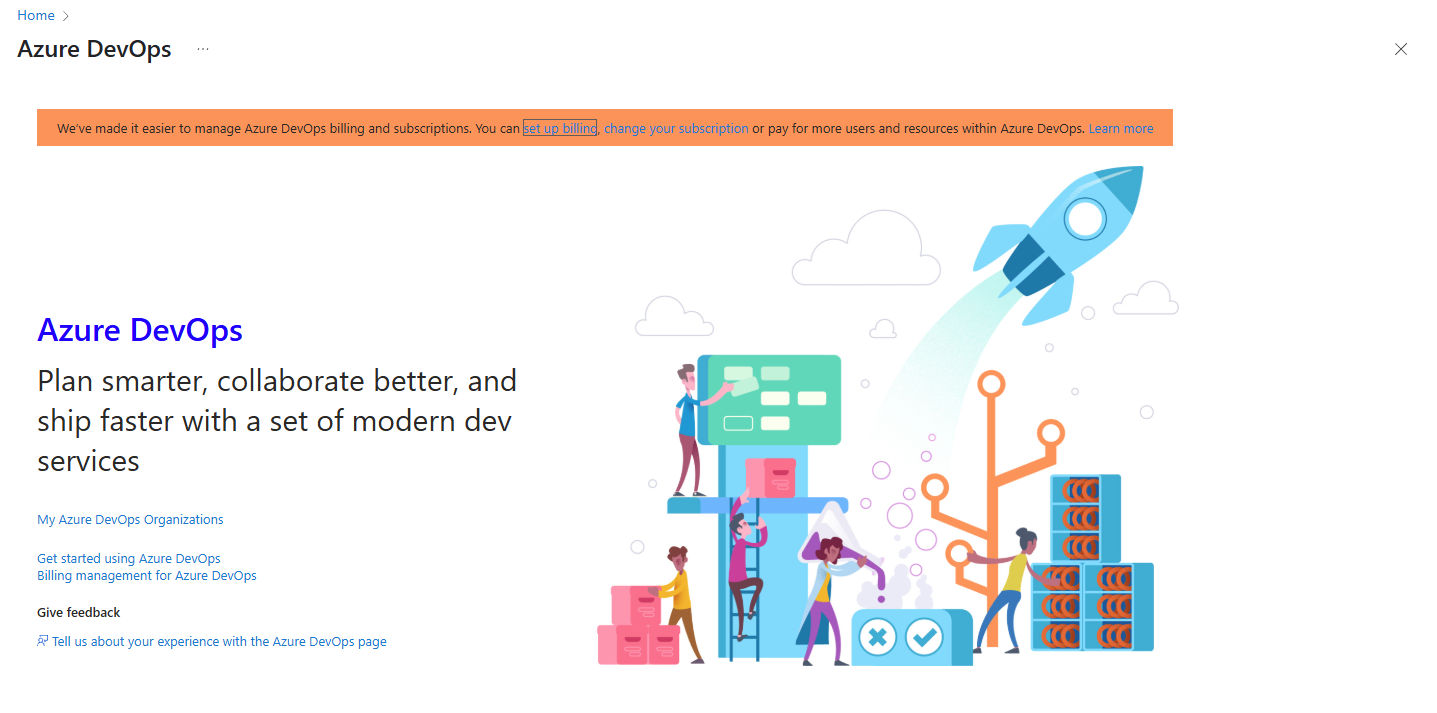 Home
Azure DevOps ...
We've made it easier to manage Azure DevOps billing and subscriptions. You can set up billing, change your subscription or pay for more users and resources within Azure DevOps. Learn more
Azure DevOps
Plan smarter, collaborate better, and
ship faster with a set of modern dev
services
My Azure DevOps Organizations
Get started using Azure DevOps
Billing management for Azure DevOps
Give feedback
Tell us about your experience with the Azure DevOps page